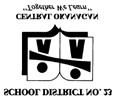 "Together We Learn"
CENTRAL OKANAGAN
SCHOOL DISTRICT NO. 23